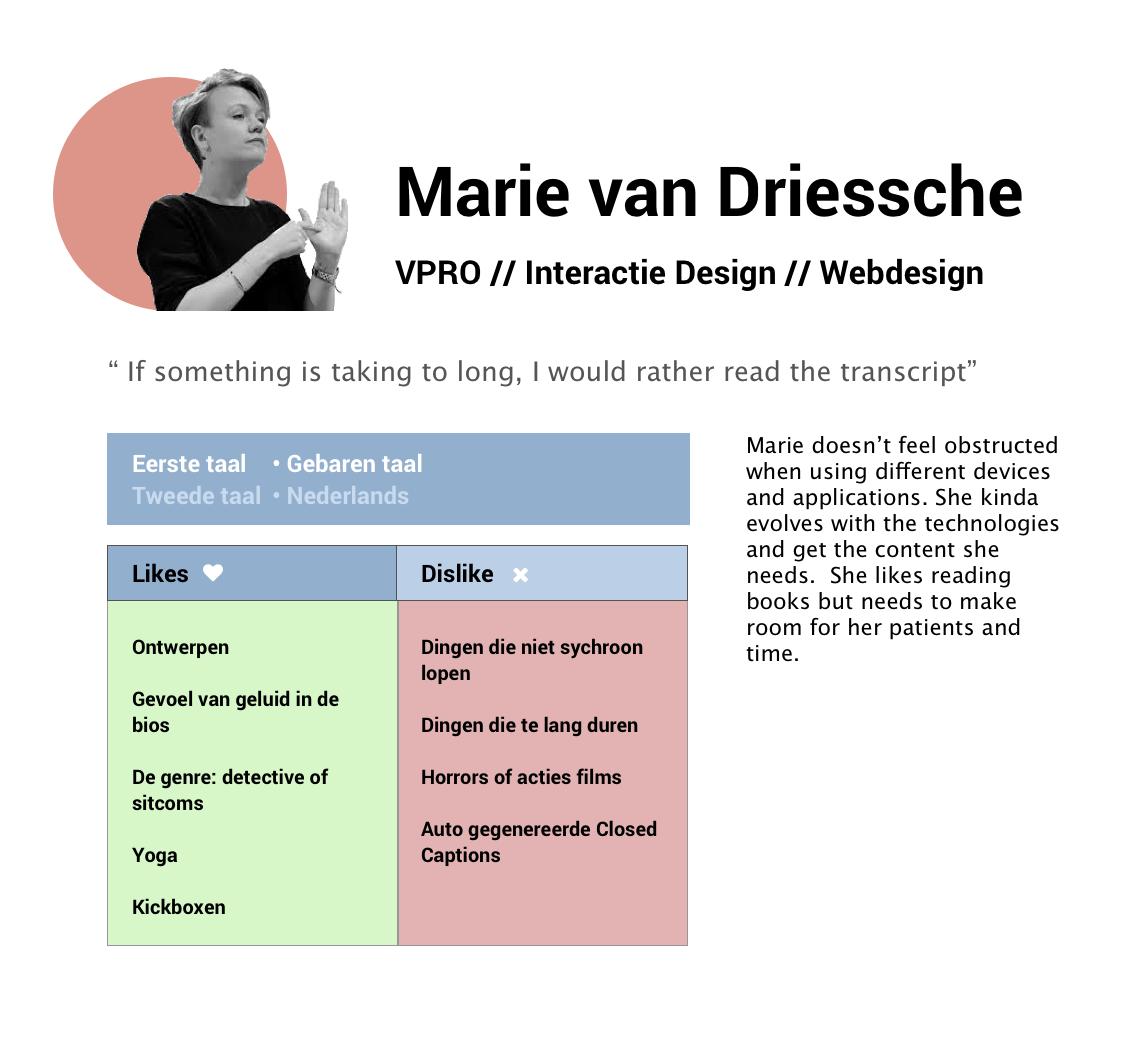 Marie van Driessche
VPRO // Interactie Design // Webdesign
“ If something is taking to long, I would rather read the transcript”
Eerste taal • Gebaren taal
Tweede taal • Nederlands
Likes
Ontwerpen
Gevoel van geluid in de
bios
De genre: detective of
sitcoms
Yoga
Kickboxen
Dislike
Dingen die niet sychroon
lopen
Dingen die te lang duren
Horrors of acties films
Auto gegenereerde Closed
Captions
Marie doesn’t feel obstructed
when using different devices
and applications. She kinda
evolves with the technologies
and get the content she
needs.  She likes reading
books but needs to make
room for her patients and
time.